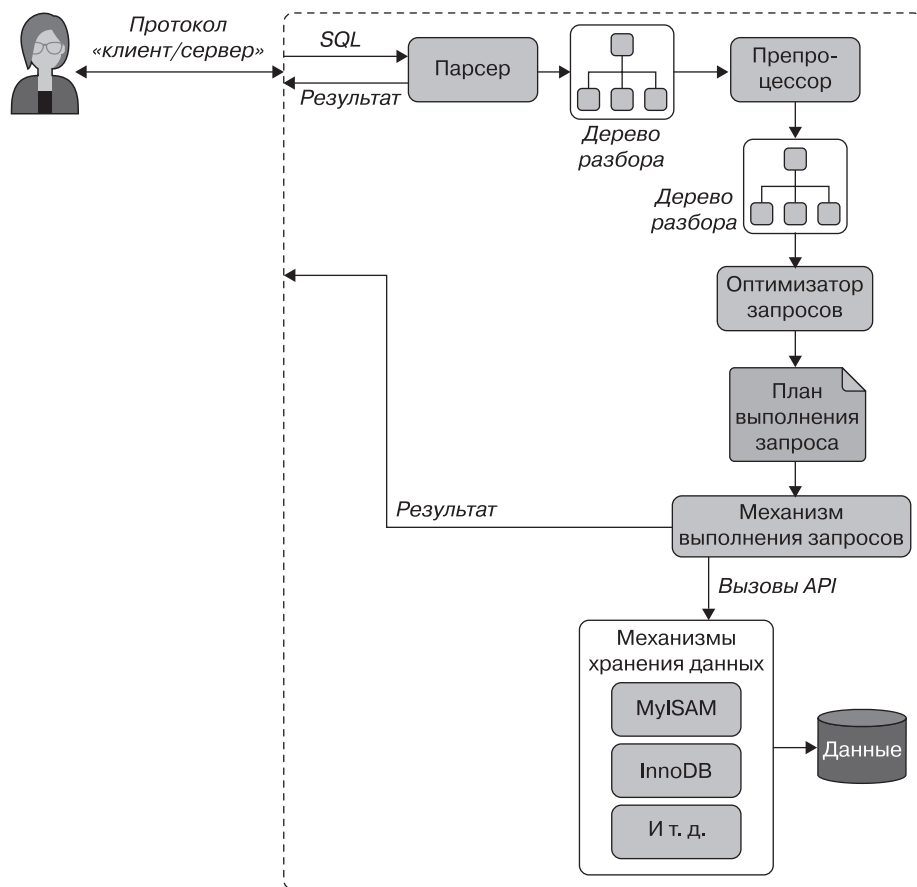 Протокол
«клиент/сервер»
SQL
Результат
Парсер
Дерево
разбора
Препро-
цессор
Дерево
разбора
Оптимизатор
запросов
План
выполнения
запроса
Механизм
выполнения запросов
Результат
Вызовы API
Механизмы
хранения данных
MyISAM
InnoDB
И т. д.
Данные